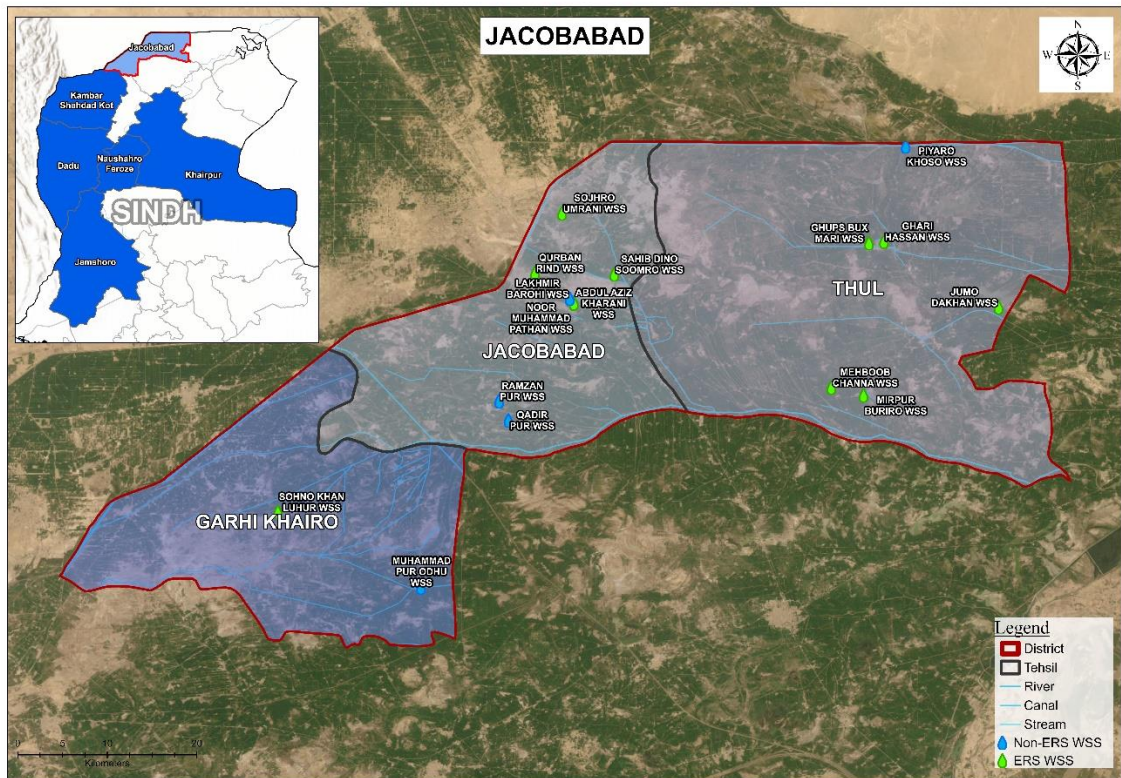 JACOBABAD
N
W
E
S
Jacobabad
Kambar
Shahdad Kot
Dadu
Naushahro
Feroze
Khairpur
SINDH
Jamshoro
PIYARO
KHOSO WSS
SOJHRO
UMRANI WSS
GHUPS BUX
MARI WSS
GHARI
HASSAN WSS
QURBAN
RIND WSS
SAHIB DINO
SOOMRO WSS
LAKHMIR
BAROHI WSS
ABDUL AZIZ
KHARANI
WSS
NOOR
MUHAMMAD
PATHAN WSS
THUL
JUMO
DAKHAN WSS
JACOBABAD
MEHBOOB
CHANNA WSS
MIRPUR
BURIRO WSS
RAMZAN
PUR WSS
QADIR
PUR WSS
SOHNO KHAN
LUHUR WSS
GARHI KHAIRO
MUHAMMAD
PUR ODHU
WSS
Legend
District
Tehsil
River
Canal
Stream
Non-ERS WSS
ERS WSS
0 5 10 20
Kilometers